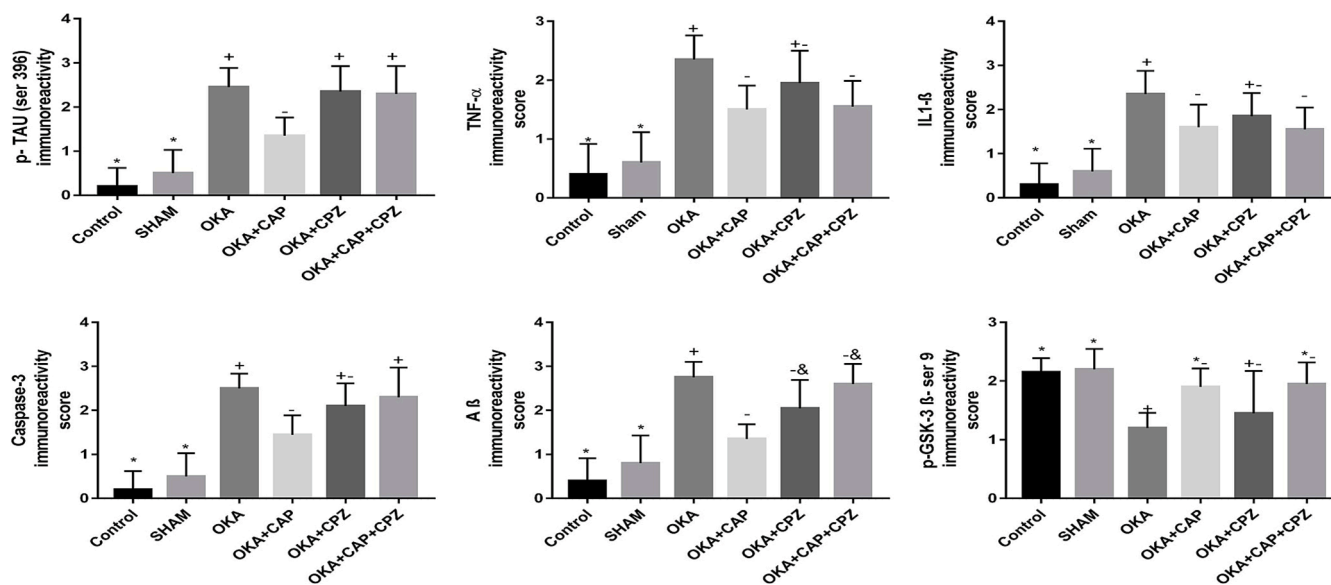 p- TAU (ser 396)
immunoreactivity
score
4
3
2
1
0
*
*
+
-
+
+
Control
SHAM
OKA
OKA+CAP
OKA+CPZ
OKA+CAP+CPZ
TNF-α
immunoreactivity
score
3
2
1
0
*
*
+
-
+-
-
Control
Sham
OKA
OKA+CAP
OKA+CPZ
OKA+CAP+CPZ
IL1-ß
immunoreactivity
score
4
3
2
1
0
*
*
+
-
+-
-
Control
Sham
OKA
OKA+CAP
OKA+CPZ
OKA+CAP+CPZ
Caspase-3
immunoreactivity
score
4
3
2
1
0
*
*
+
-
+-
+
Control
SHAM
OKA
OKA+CAP
OKA+CPZ
OKA+CAP+CPZ
A ß
immunoreactivity
score
4
3
2
1
0
*
*
+
-
-&
-&
Control
SHAM
OKA
OKA+CAP
OKA+CPZ
OKA+CAP+CPZ
p-GSK-3 ß- ser 9
immunoreactivity
score
3
2
1
0
*
*
+
*-
+-
*-
Control
SHAM
OKA
OKA+CAP
OKA+CPZ
OKA+CAP+CPZ